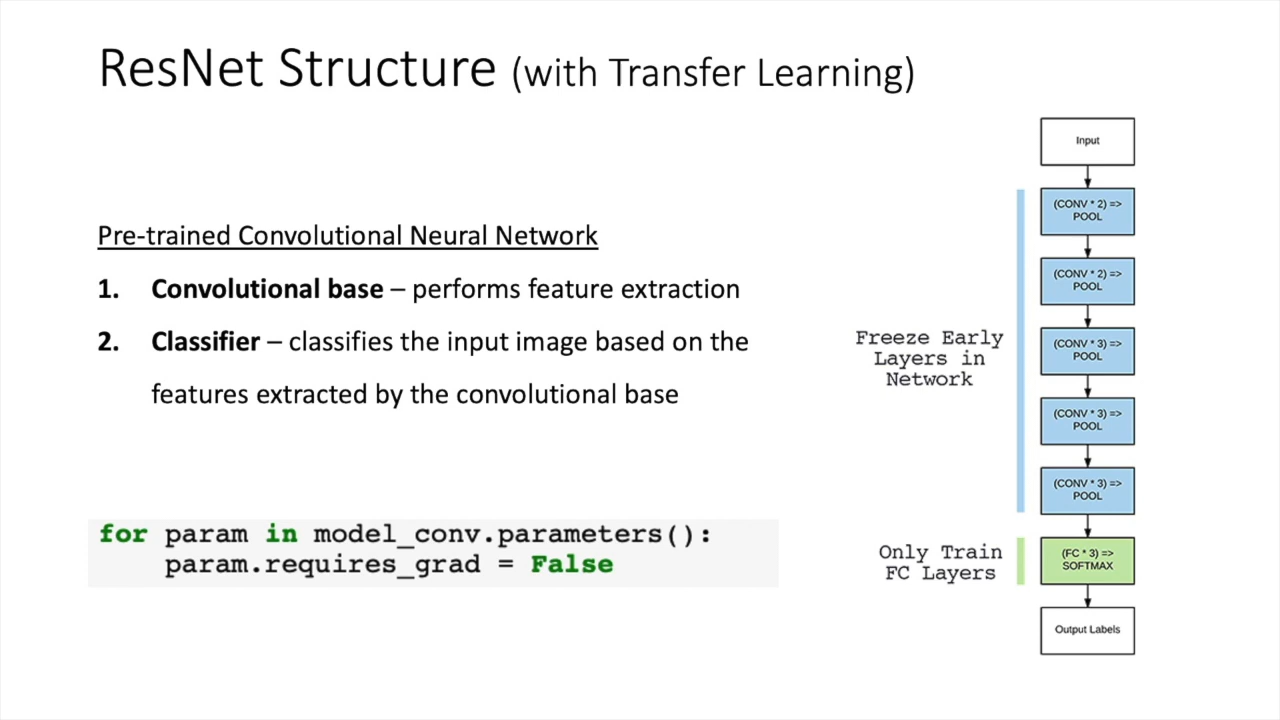 ResNet Structure (with Transfer Learning)
Pre-trained Convolutional Neural Network
1. Convolutional base – performs feature extraction
2. Classifier – classifies the input image based on the
features extracted by the convolutional base
for param in model_conv.parameters():
    param.requires_grad = False
Freeze Early
Layers in
Network
Only Train
FC Layers
Input
(CONV * 2) =>
POOL
(CONV * 2) =>
POOL
(CONV * 3) =>
POOL
(CONV * 3) =>
POOL
(CONV * 3) =>
POOL
(FC * 3) =>
SOFTMAX
Output Labels